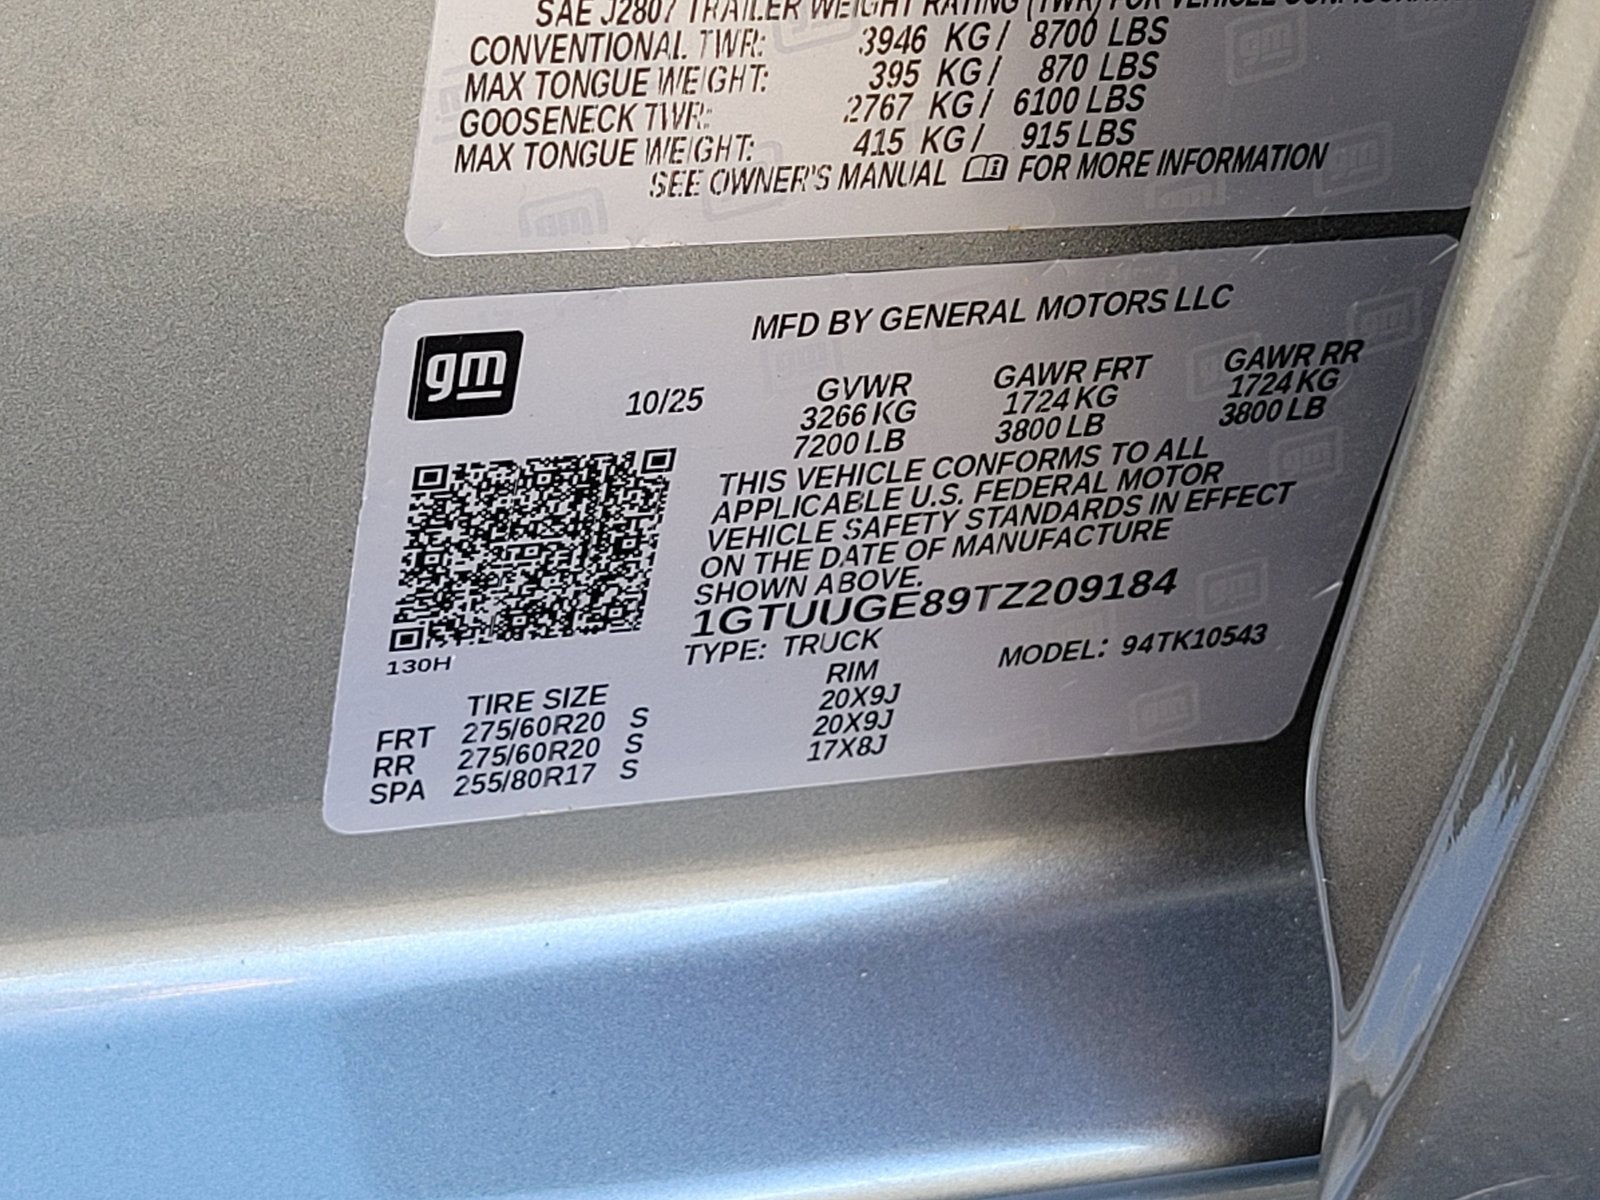 SAE J2807 TRAILER WEIGHT RATING (TWR) FOR VEHICLE
CONVENTIONAL TWR: 3946 KG / 8700 LBS
MAX TONGUE WEIGHT: 395 KG / 870 LBS
GOOSENECK TWR: 2767 KG / 6100 LBS
MAX TONGUE WEIGHT: 415 KG / 915 LBS
SEE OWNER'S MANUAL FOR MORE INFORMATION
gm
MFD BY GENERAL MOTORS LLC
10/25
GVWR GAWR FRT GAWR RR
3266 KG 1724 KG 1724 KG
7200 LB 3800 LB 3800 LB
THIS VEHICLE CONFORMS TO ALL
APPLICABLE U.S. FEDERAL MOTOR
VEHICLE SAFETY STANDARDS IN EFFECT
ON THE DATE OF MANUFACTURE
SHOWN ABOVE.
1GTUUGE89TZ209184
TYPE: TRUCK MODEL: 94TK10543
130H
TIRE SIZE RIM
FRT 275/60R20 S 20X9J
RR 275/60R20 S 20X9J
SPA 255/80R17 S 17X8J